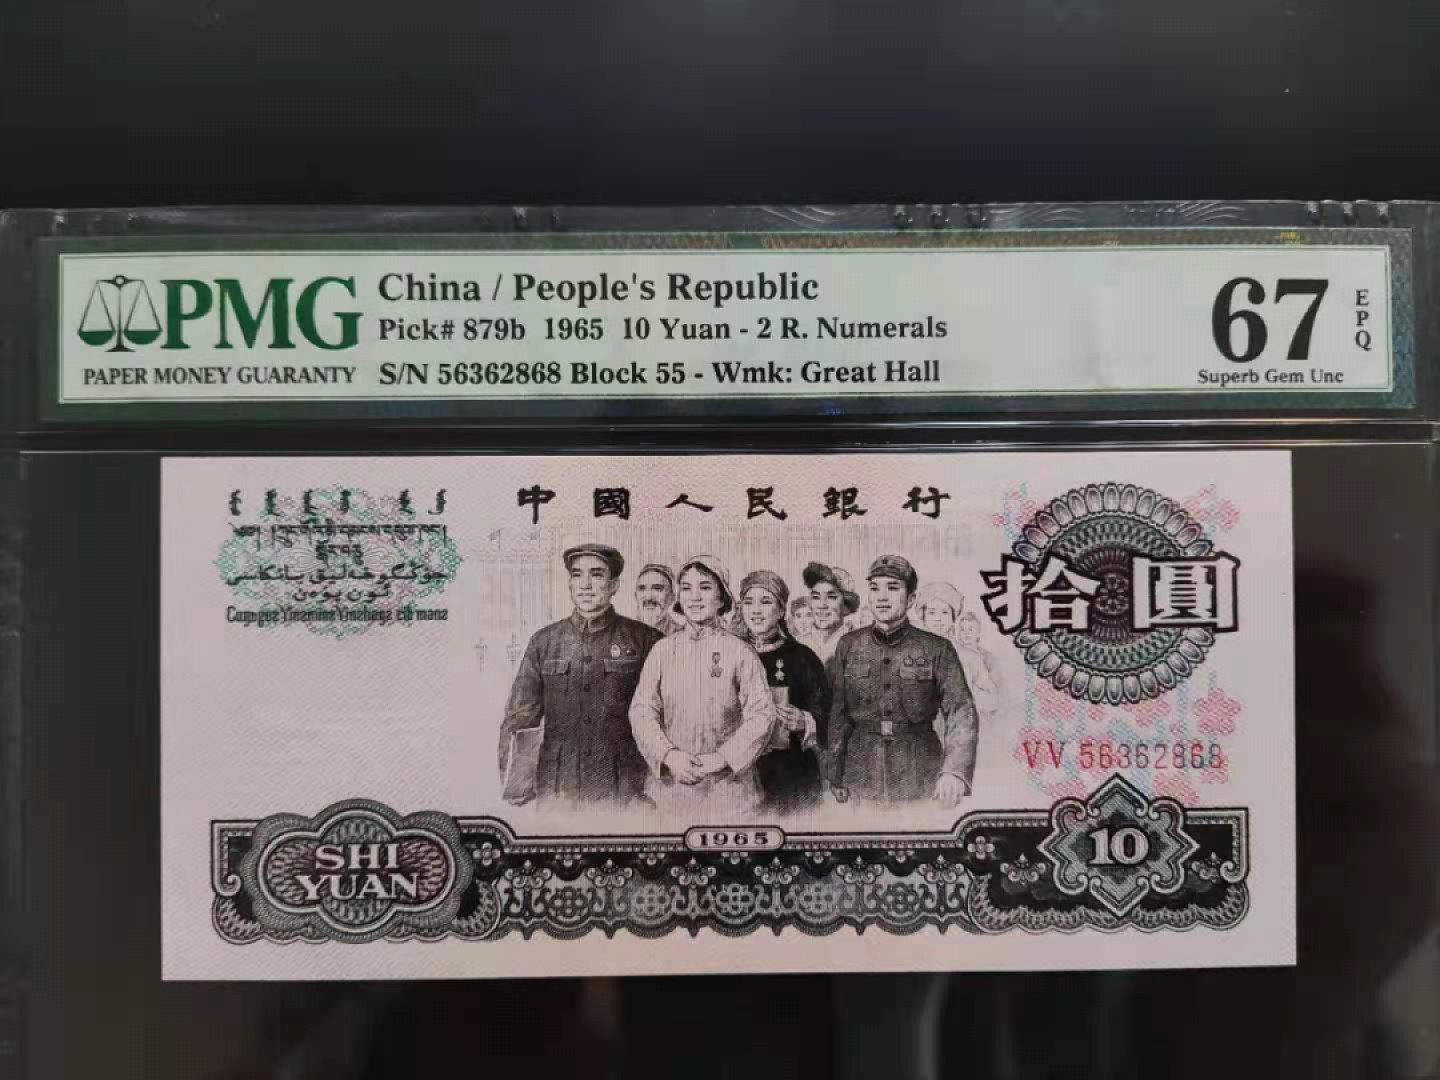 PMG
PAPER MONEY GUARANTY
China / People's Republic
Pick# 879b 1965 10 Yuan - 2 R. Numerals
S/N 56362868 Block 55 - Wmk: Great Hall
67
EPQ
Superb Gem Unc
中國人民銀行
拾圓
VV 56362868
1965
SHI
YUAN
10